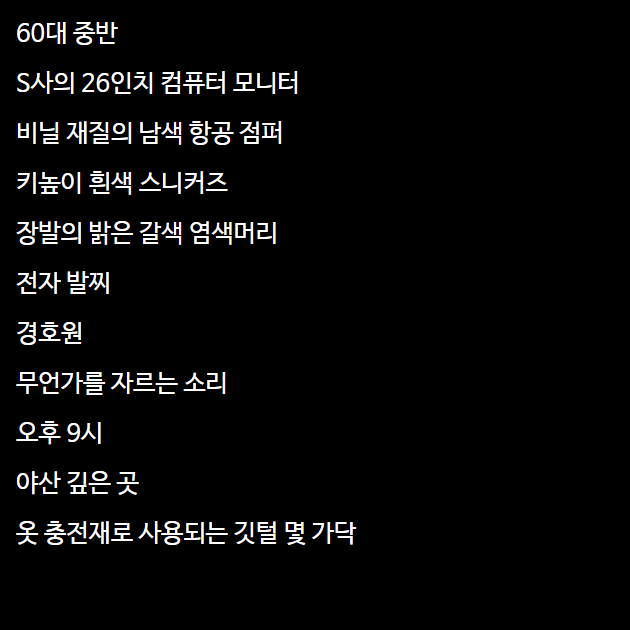 60대 중반
S사의 26인치 컴퓨터 모니터
비닐 재질의 남색 항공 점퍼
키높이 흰색 스니커즈
장발의 밝은 갈색 염색머리
전자 발찌
경호원
무언가를 자르는 소리
오후 9시
야산 깊은 곳
옷 충전재로 사용되는 깃털 몇 가닥